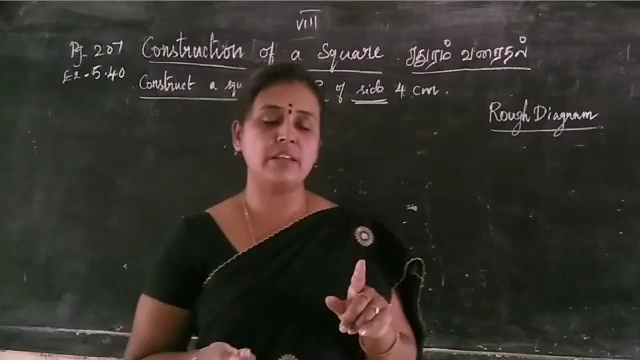 VIII
Pg. 207 Construction of a Square. சதுரம் வரைதல்
Ex. 5.40 Construct a squ of side 4 cm.
Rough Diagram